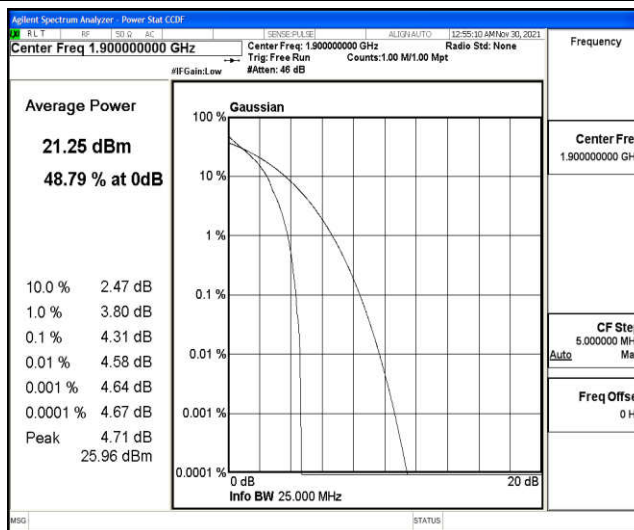 Agilent Spectrum Analyzer - Power Stat CCDF
LXI RLT RF 50 Ω AC SENSE:PULSE ALIGN AUTO 12:55:10 AM Nov 30, 2021
Center Freq 1.900000000 GHz
Center Freq: 1.900000000 GHz Radio Std: None
Trig: Free Run Counts:1.00 M/1.00 Mpt
#IFGain:Low #Atten: 46 dB
Frequency
Average Power
21.25 dBm
48.79 % at 0dB
10.0 % 2.47 dB
1.0 % 3.80 dB
0.1 % 4.31 dB
0.01 % 4.58 dB
0.001 % 4.64 dB
0.0001 % 4.67 dB
Peak 4.71 dB
25.96 dBm
Gaussian
100 %
10 %
1 %
0.1 %
0.01 %
0.001 %
0.0001 %
0 dB 20 dB
Info BW 25.000 MHz
Center Fre
1.900000000 GH
CF Ste
5.000000 MH
Auto Ma
Freq Offse
0 H
MSG STATUS